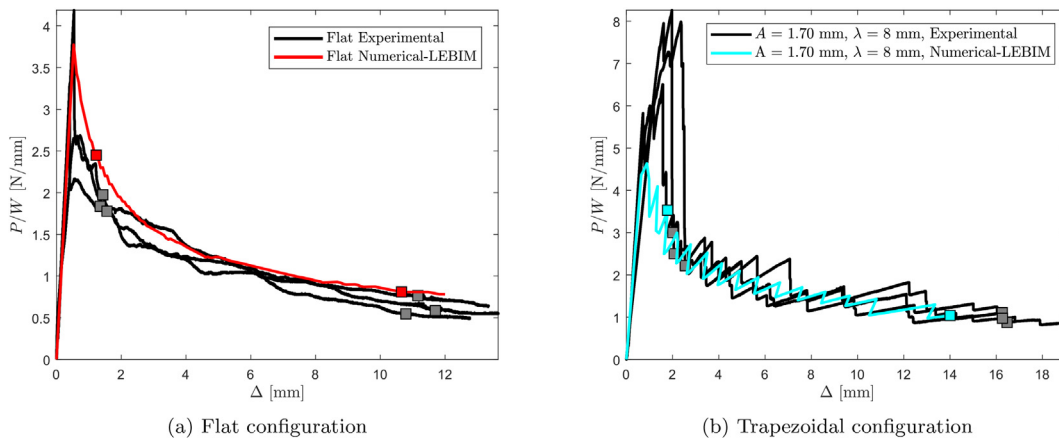 Flat Experimental
Flat Numerical-LEBIM
P/W [N/mm]
4
3.5
3
2.5
2
1.5
1
0.5
0
0 2 4 6 8 10 12
Δ [mm]
(a) Flat configuration
A = 1.70 mm, λ = 8 mm, Experimental
A = 1.70 mm, λ = 8 mm, Numerical-LEBIM
P/W [N/mm]
8
7
6
5
4
3
2
1
0
0 2 4 6 8 10 12 14 16 18
Δ [mm]
(b) Trapezoidal configuration